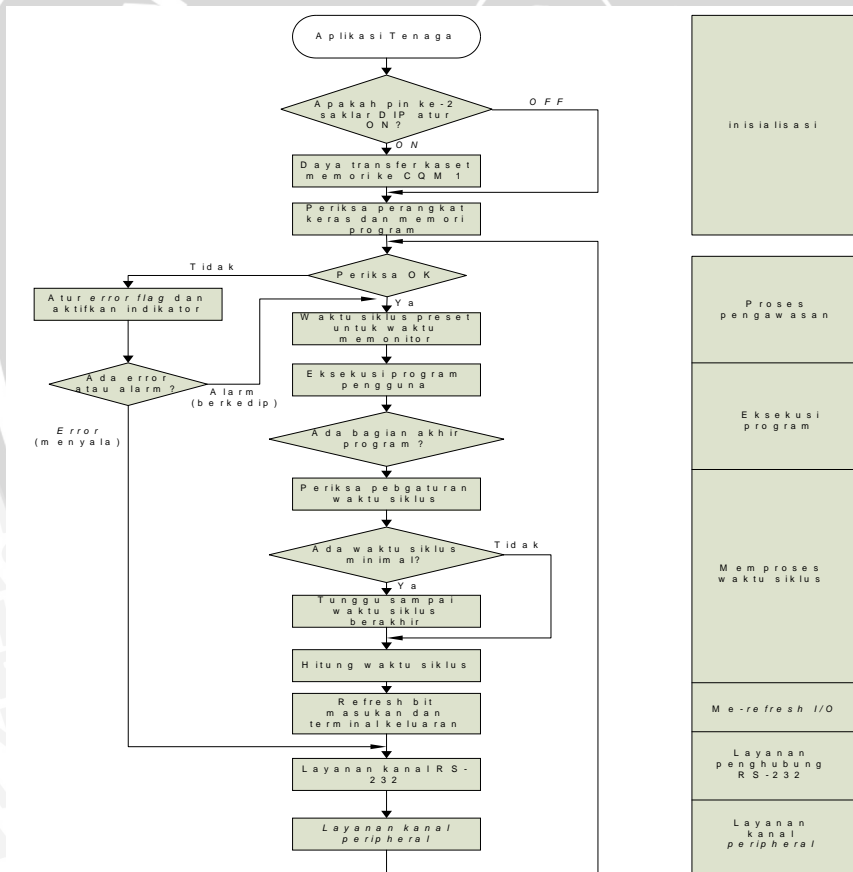 Aplikasi Tenaga
Apakah pin ke-2
saklar DIP atur
ON?
OFF
ON
Daya transfer kaset
memori ke CQM 1
Periksa perangkat
keras dan memori
program
Periksa OK
Tidak
Ya
Atur error flag dan
aktifkan indikator
Waktu siklus preset
untuk waktu
memonitor
Ada error
atau alarm?
Alarm
(berkedip)
Error
(menyala)
Eksekusi program
pengguna
Ada bagian akhir
program?
Periksa pebgaturan
waktu siklus
Ada waktu siklus
minimal?
Tidak
Ya
Tunggu sampai
waktu siklus
berakhir
Hitung waktu siklus
Refresh bit
masukan dan
terminal keluaran
Layanan kanal RS-
232
Layanan kanal
peripheral
inisialisasi
Proses
pengawasan
Eksekusi
program
Memproses
waktu siklus
Me-refresh I/O
Layanan
penghubung
RS-232
Layanan
kanal
peripheral